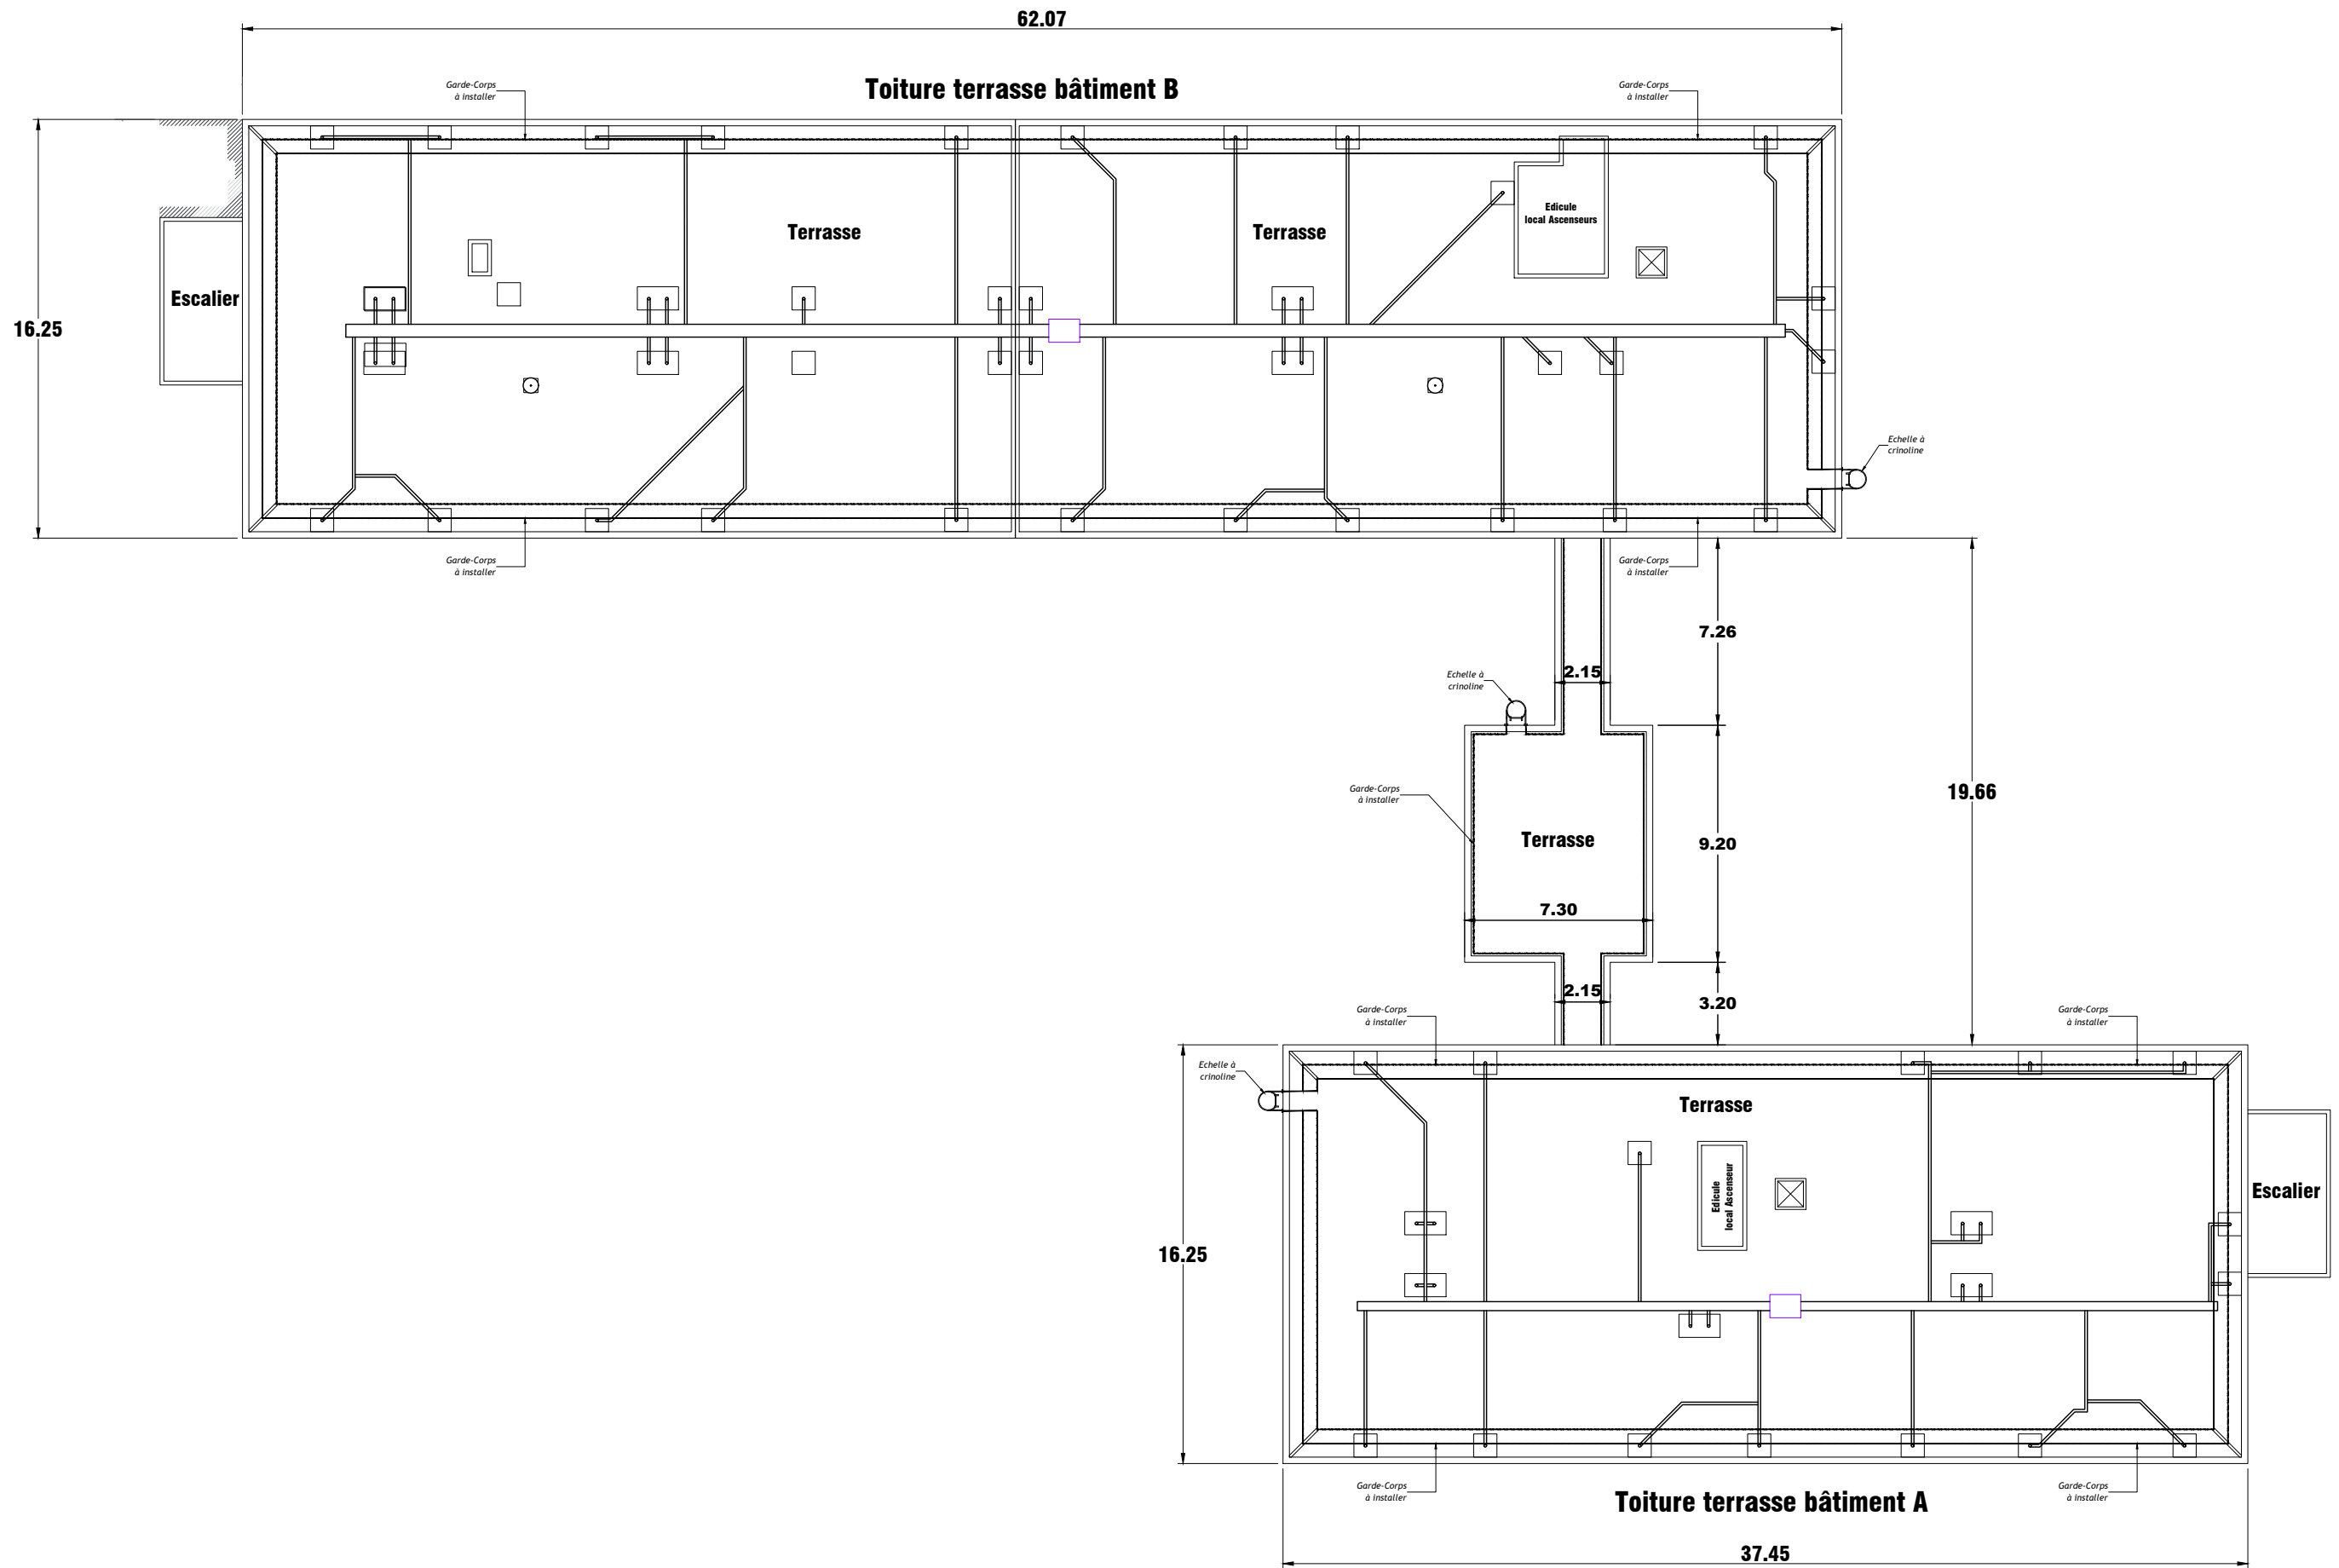 62.07
Toiture terrasse bâtiment B
Garde-Corps
à installer
Garde-Corps
à installer
Edicule
local Ascenseurs
Terrasse
Terrasse
Escalier
16.25
Echelle à
crinoline
Garde-Corps
à installer
Garde-Corps
à installer
7.26
2.15
Echelle à
crinoline
Garde-Corps
à installer
19.66
Terrasse
9.20
7.30
2.15
3.20
Garde-Corps
à installer
Garde-Corps
à installer
Echelle à
crinoline
Terrasse
Edicule
local Ascenseur
Escalier
16.25
Garde-Corps
à installer
Garde-Corps
à installer
Toiture terrasse bâtiment A
37.45